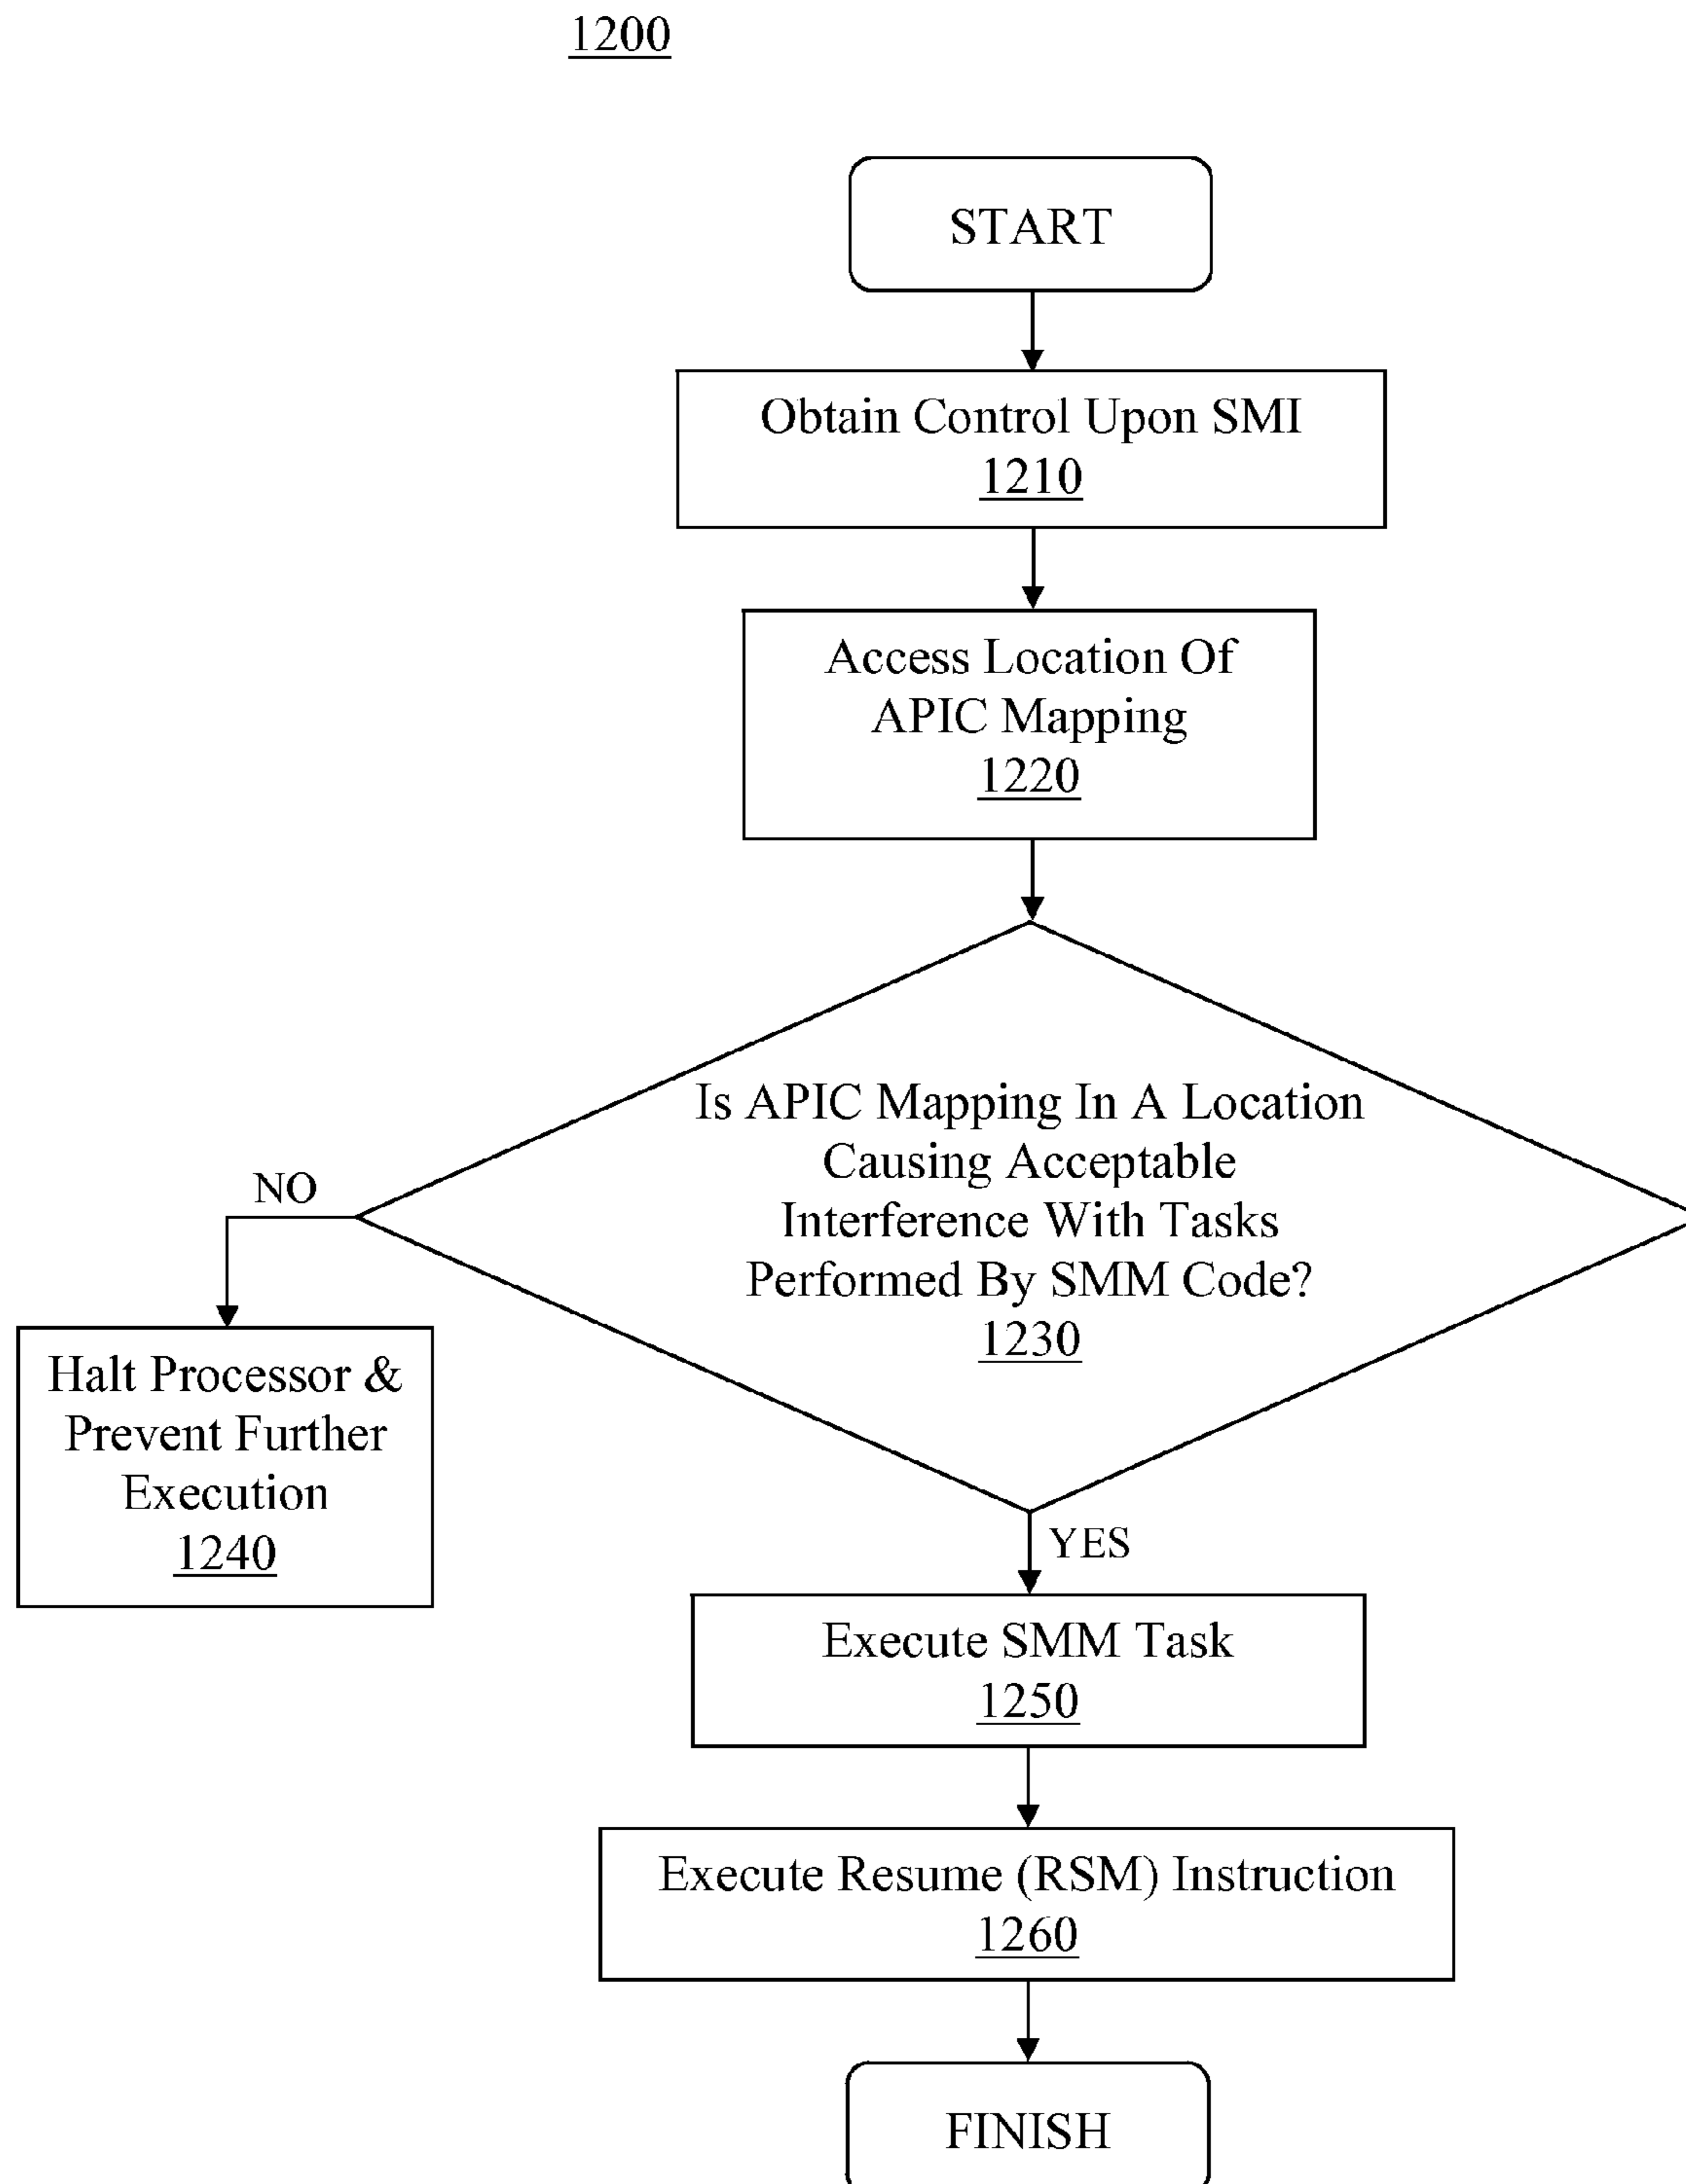 1200
START
Obtain Control Upon SMI
1210
Access Location Of
APIC Mapping
1220
Is APIC Mapping In A Location
Causing Acceptable
Interference With Tasks
Performed By SMM Code?
1230
NO
Halt Processor &
Prevent Further
Execution
1240
YES
Execute SMM Task
1250
Execute Resume (RSM) Instruction
1260
FINISH